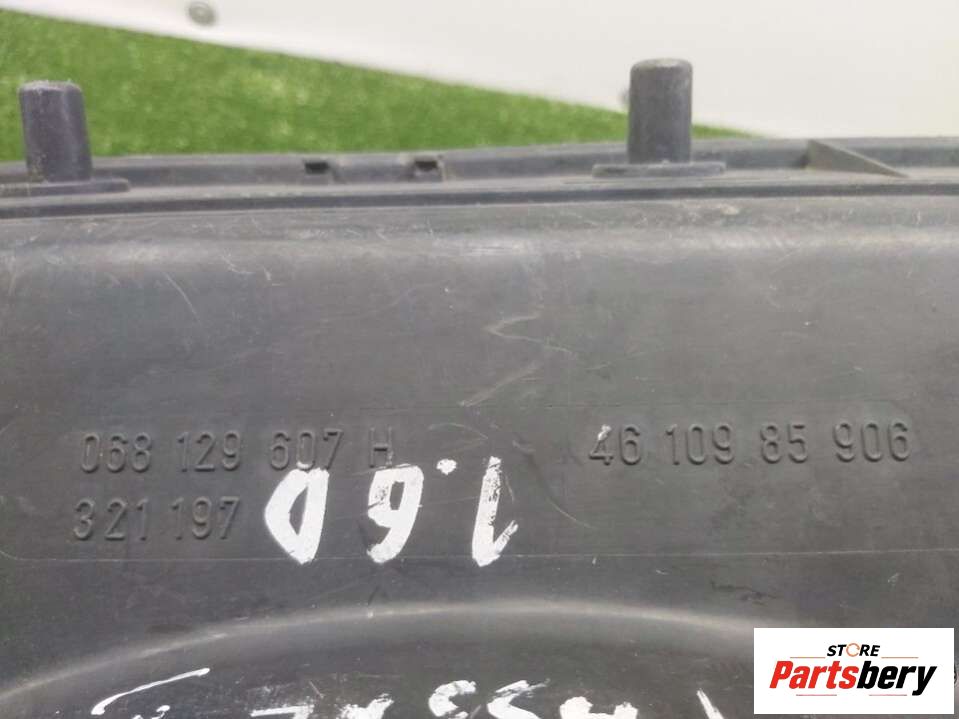 068 129 607 H 46 109 85 906
321 197
1.6D
STORE
Partsbery